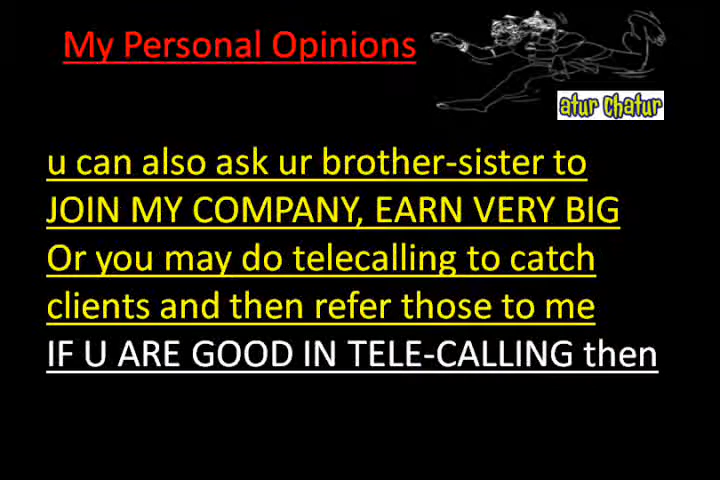 My Personal Opinions
atur chatur
u can also ask ur brother-sister to
JOIN MY COMPANY, EARN VERY BIG
Or you may do telecalling to catch
clients and then refer those to me
IF U ARE GOOD IN TELE-CALLING then